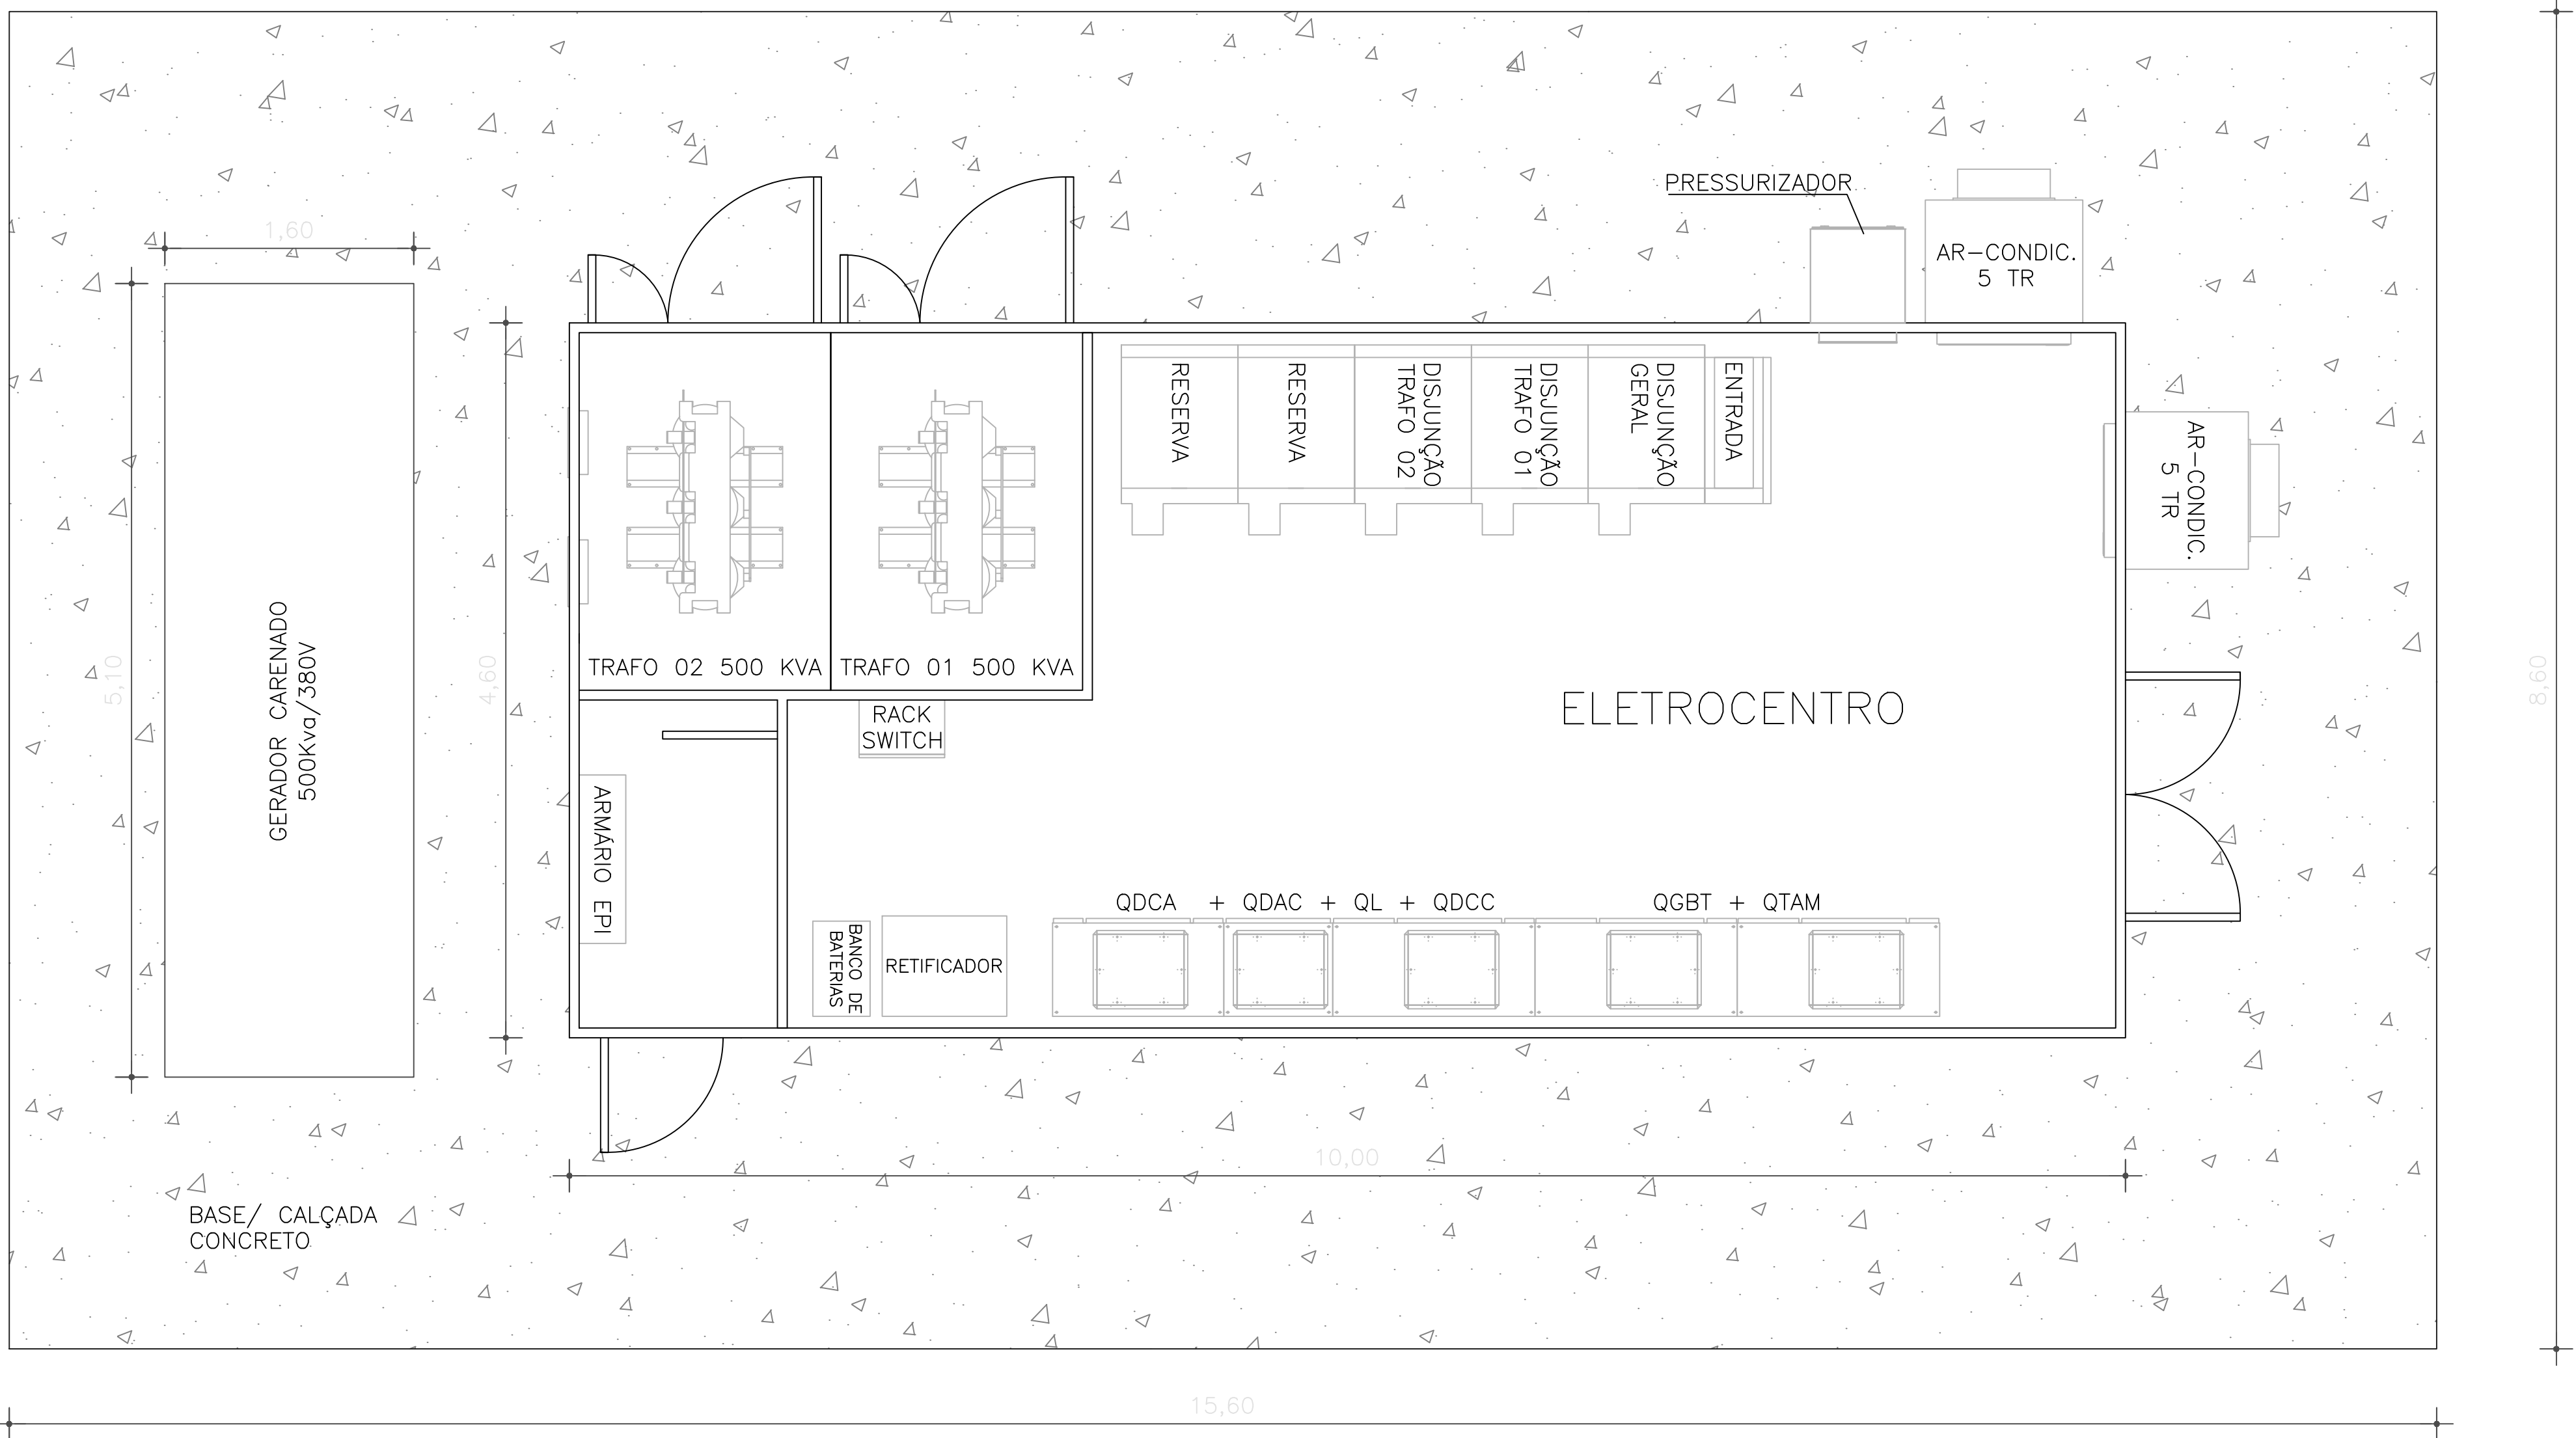 PRESSURIZADOR
AR-CONDIC.
5 TR
1,60
GERADOR CARENADO
500Kva/380V
5,10
4,60
TRAFO 02 500 KVA
TRAFO 01 500 KVA
RESERVA
RESERVA
DISJUNÇÃO
TRAFO 02
DISJUNÇÃO
TRAFO 01
DISJUNÇÃO
GERAL
ENTRADA
AR-CONDIC.
5 TR
RACK
SWITCH
ELETROCENTRO
8,60
ARMÁRIO EPI
BANCO DE
BATERIAS
RETIFICADOR
QDCA + QDAC + QL + QDCC
QGBT + QTAM
10,00
BASE/ CALÇADA
CONCRETO
15,60